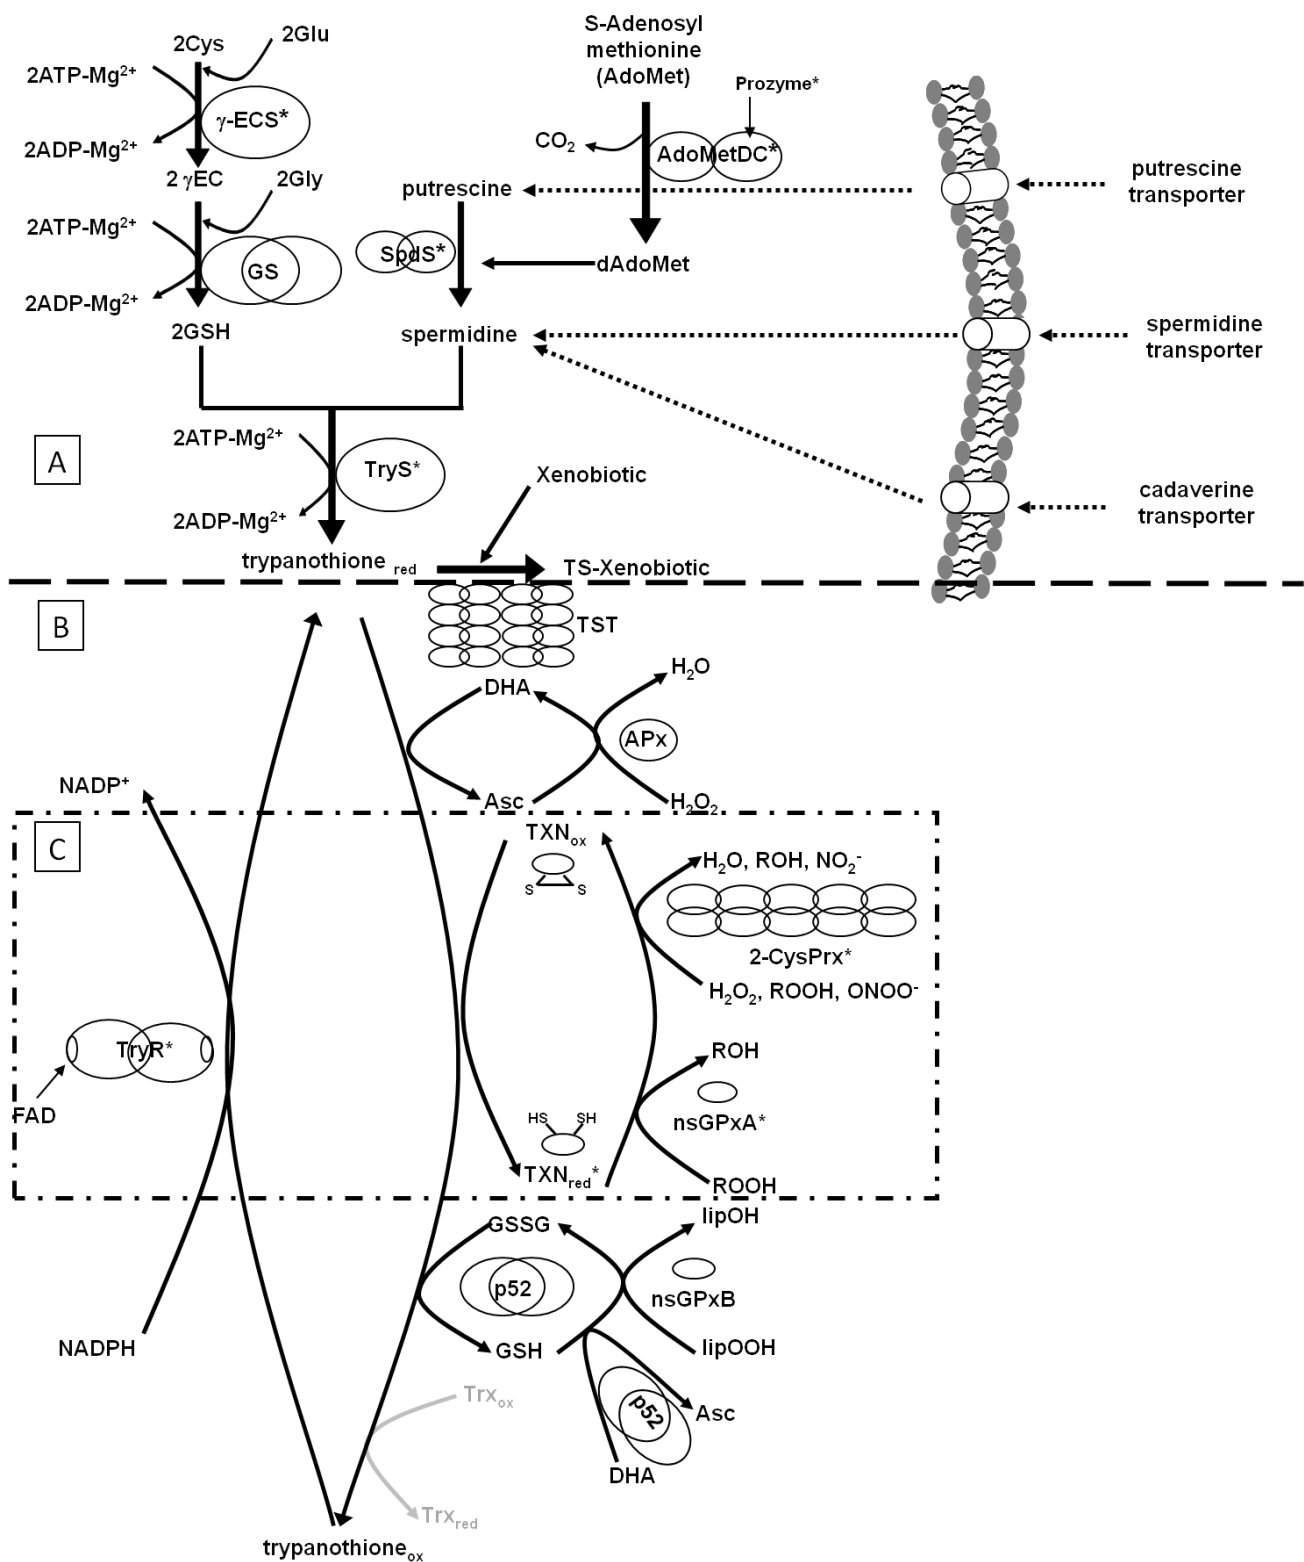 2Cys
2Glu
2ATP-Mg2+
γ-ECS*
2ADP-Mg2+
2 γEC
2Gly
2ATP-Mg2+
GS
2ADP-Mg2+
2GSH
S-Adenosyl
methionine
(AdoMet)
Prozyme*
CO2
AdoMetDC*
putrescine
SpdS*
dAdoMet
spermidine
putrescine
transporter
spermidine
transporter
cadaverine
transporter
A
2ATP-Mg2+
TryS*
2ADP-Mg2+
Xenobiotic
trypanothione red
TS-Xenobiotic
B
TST
DHA
H2O
APx
Asc
H2O2
NADP+
C
TXNox
S S
H2O, ROH, NO2-
2-CysPrx*
H2O2, ROOH, ONOO-
TryR*
FAD
ROH
nsGPxA*
HS SH
TXNred*
ROOH
GSSG
lipOH
p52
nsGPxB
GSH
lipOOH
NADPH
Trxox
p52
Asc
DHA
Trxred
trypanothioneox